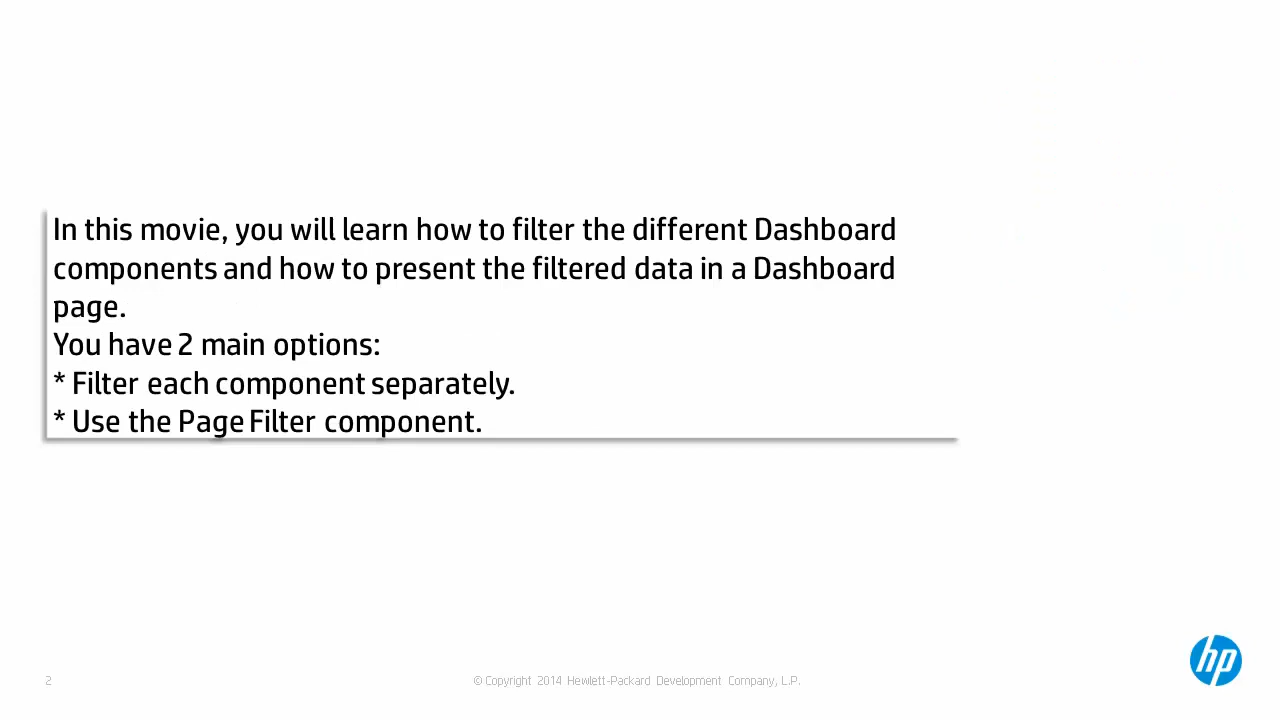 In this movie, you will learn how to filter the different Dashboard
components and how to present the filtered data in a Dashboard
page.
You have 2 main options:
* Filter each component separately.
* Use the Page Filter component.
hp
2
© Copyright 2014 Hewlett-Packard Development Company, L.P.